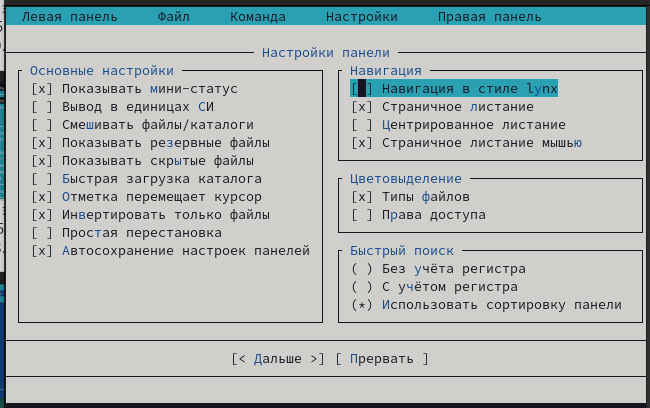 Левая панель Файл Команда Настройки Правая панель
Настройки панели
Основные настройки
[x] Показывать мини-статус
[ ] Вывод в единицах СИ
[ ] Смешивать файлы/каталоги
[x] Показывать резервные файлы
[x] Показывать скрытые файлы
[ ] Быстрая загрузка каталога
[x] Отметка перемещает курсор
[x] Инвертировать только файлы
[ ] Простая перестановка
[x] Автосохранение настроек панелей
Навигация
[ ] Навигация в стиле lynx
[x] Страничное листание
[ ] Центрированное листание
[x] Страничное листание мышью
Цветовыделение
[x] Типы файлов
[ ] Права доступа
Быстрый поиск
( ) Без учёта регистра
( ) С учётом регистра
(*) Использовать сортировку панели
[< Дальше >] [ Прервать ]